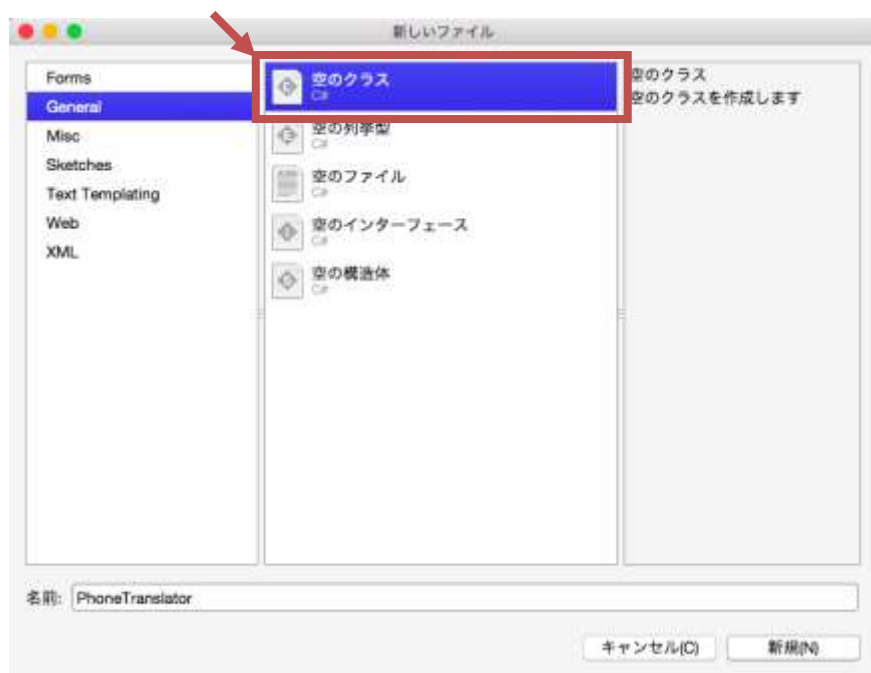 新しいファイル
Forms
General
Misc
Sketches
Text Templating
Web
XML
空のクラス
C#
空の列挙型
C#
空のファイル
C#
空のインターフェース
C#
空の構造体
C#
空のクラス
空のクラスを作成します
名前: PhoneTranslator
キャンセル(C)
新規(N)